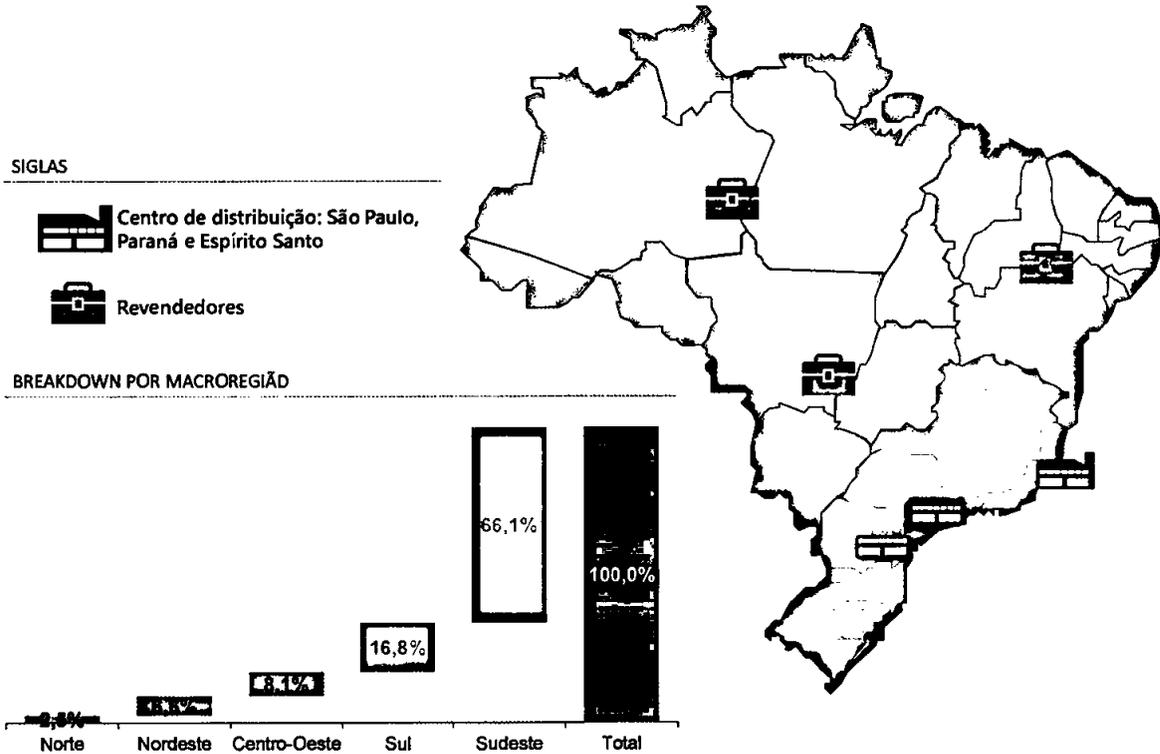 SIGLAS
Centro de distribuição: São Paulo,
Paraná e Espírito Santo
Revendedores
BREAKDOWN POR MACROREGIÃO
66,1%
100,0%
16,8%
8,1%
Norte Nordeste Centro-Oeste Sul Sudeste Total